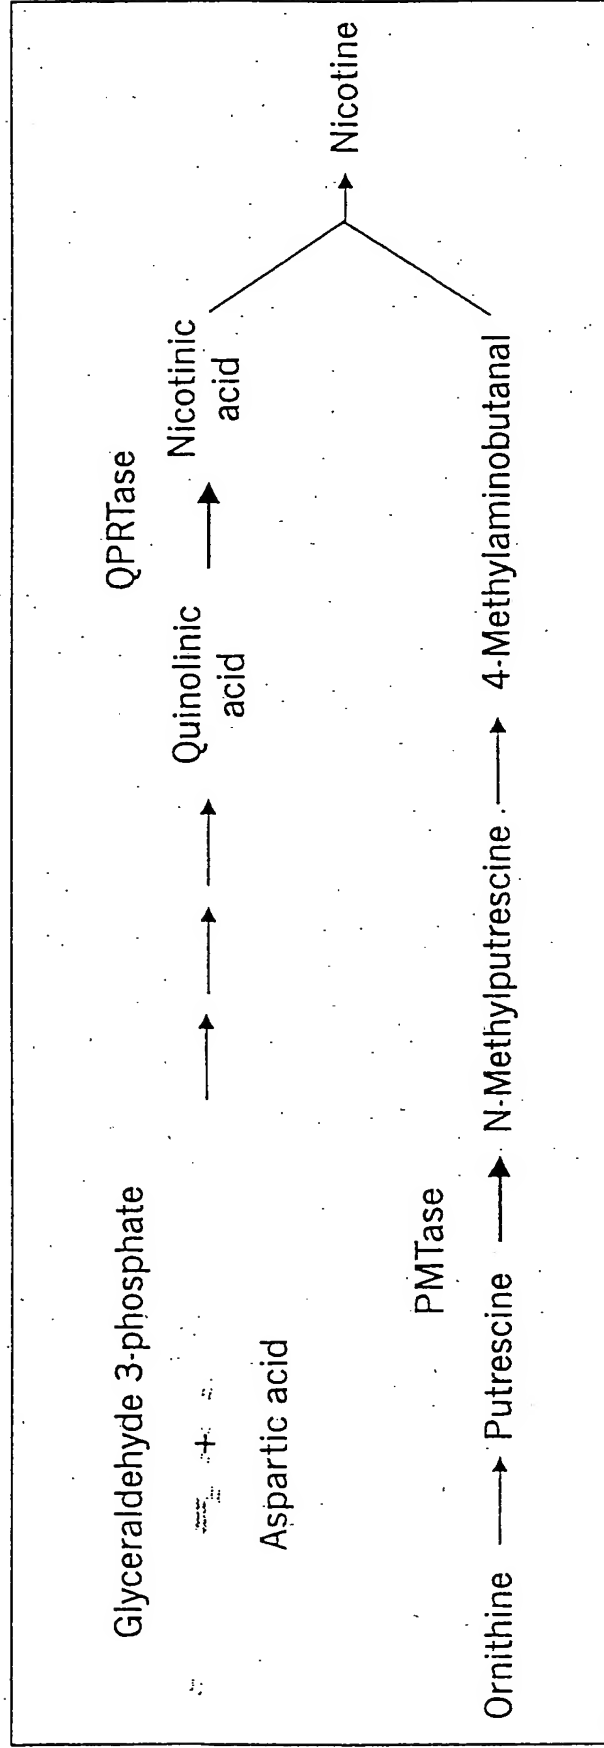 Glyceraldehyde 3-phosphate
+
Aspartic acid
Quinolinic
acid
QPRTase
Nicotinic
acid
Ornithine
Putrescine
PMTase
N-Methylputrescine
4-Methylaminobutanal
Nicotine